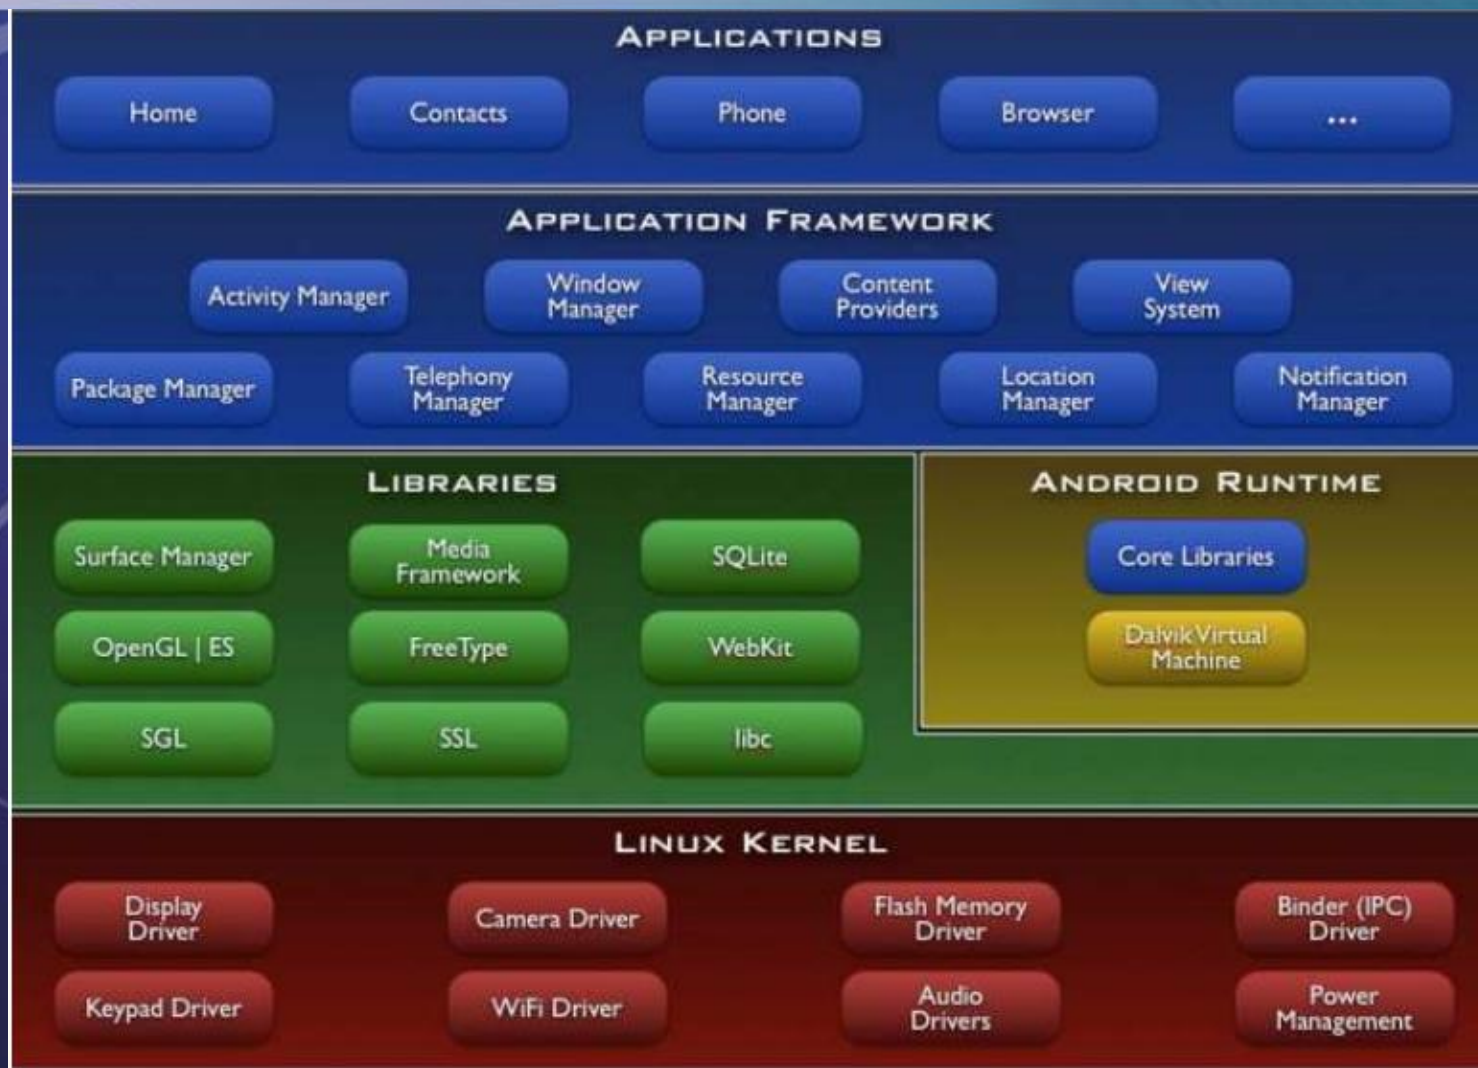 APPLICATIONS
Home
Contacts
Phone
Browser
...
APPLICATION FRAMEWORK
Activity Manager
Window
Manager
Content
Providers
View
System
Package Manager
Telephony
Manager
Resource
Manager
Location
Manager
Notification
Manager
LIBRARIES
Surface Manager
Media
Framework
SQLite
OpenGL | ES
FreeType
WebKit
SGL
SSL
libc
ANDROID RUNTIME
Core Libraries
Dalvik Virtual
Machine
LINUX KERNEL
Display
Driver
Camera Driver
Flash Memory
Driver
Binder (IPC)
Driver
Keypad Driver
WiFi Driver
Audio
Drivers
Power
Management